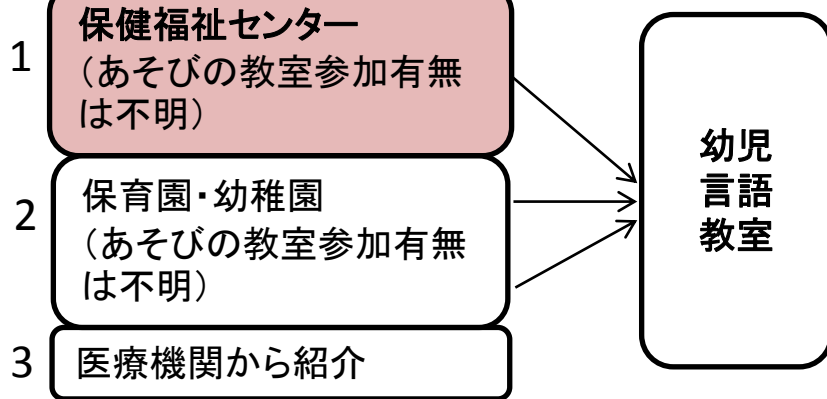 1
保健福祉センター
（あそびの教室参加有無
は不明）
2
保育園・幼稚園
（あそびの教室参加有無
は不明）
3
医療機関から紹介
幼児
言語
教室